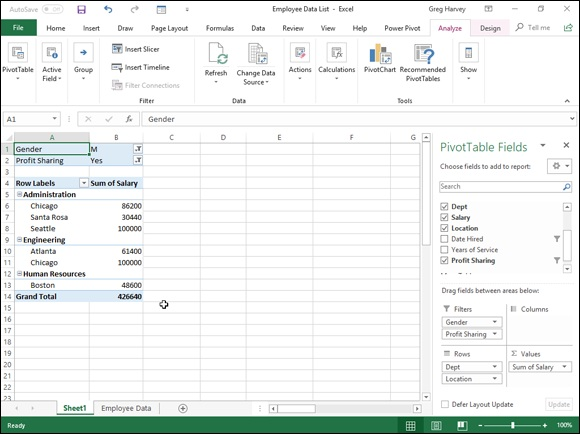 AutoSave Off Employee Data List - Excel Greg Harvey
File Home Insert Draw Page Layout Formulas Data Review View Help Power Pivot Analyze Design Tell me Share
PivotTable Active Field Group Insert Slicer Refresh Change Data Source Actions Calculations PivotChart Recommended PivotTables Show
Insert Timeline
Filter Connections
Filter Data Tools
A1 fx Gender
A B C D E F G
1 Gender M
2 Profit Sharing Yes
3
4 Row Labels Sum of Salary
5 Administration
6 Chicago 86200
7 Santa Rosa 30440
8 Seattle 100000
9 Engineering
10 Atlanta 61400
11 Chicago 100000
12 Human Resources
13 Boston 48600
14 Grand Total 426640
15
16
17
18
19
20
21
22
23
PivotTable Fields
Choose fields to add to report:
Search
Dept
Salary
Location
Date Hired
Years of Service
Profit Sharing
Drag fields between areas below:
Filters Columns
Gender
Profit Sharing
Rows Σ Values
Dept Sum of Salary
Location
Defer Layout Update Update
Sheet1 Employee Data
Ready 100%